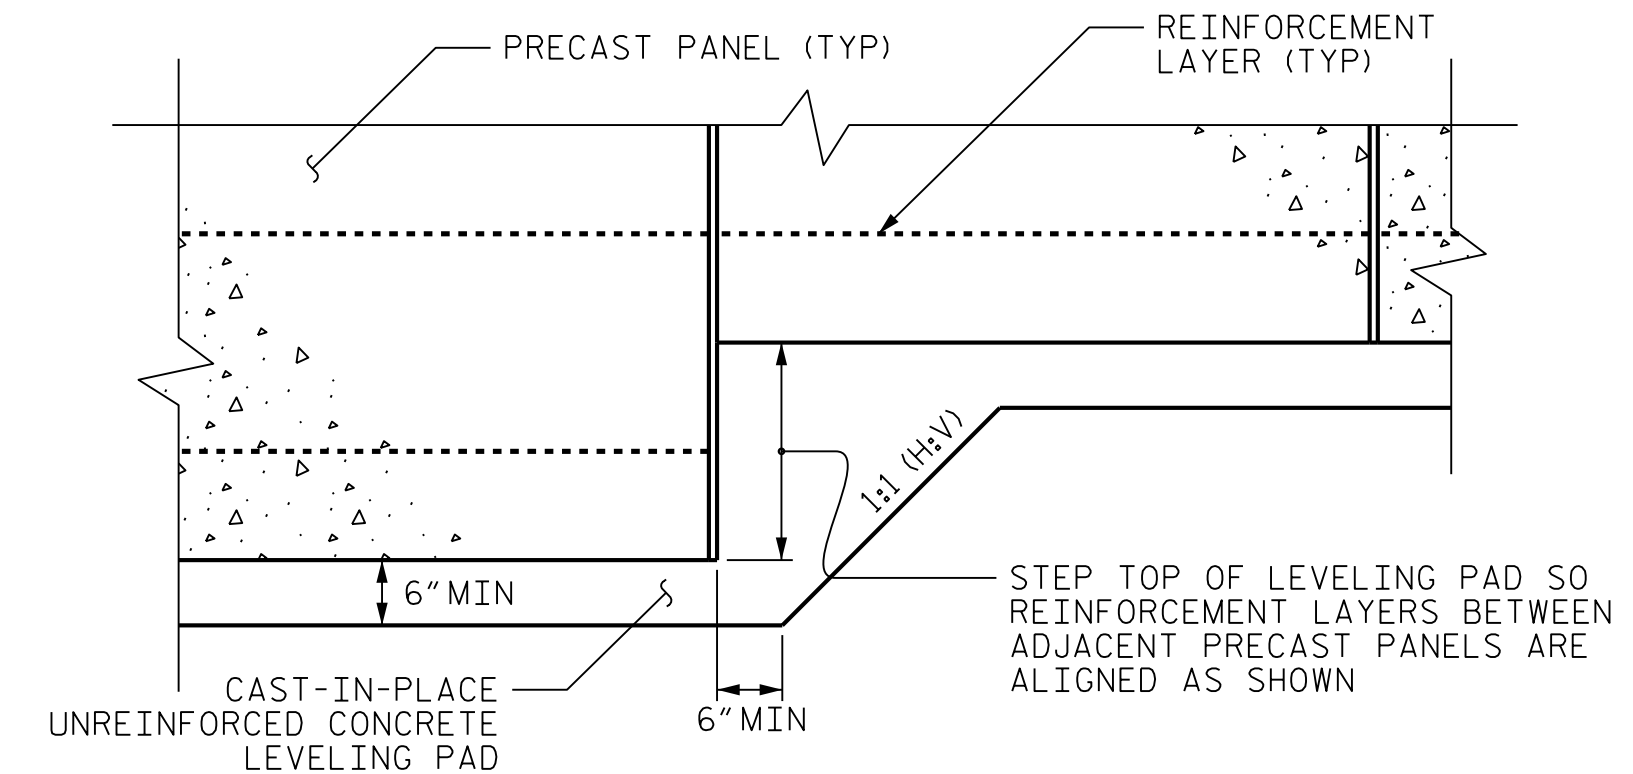 PRECAST PANEL (TYP)
REINFORCEMENT
LAYER (TYP)
1:1 (H:V)
6" MIN
STEP TOP OF LEVELING PAD SO
REINFORCEMENT LAYERS BETWEEN
ADJACENT PRECAST PANELS ARE
ALIGNED AS SHOWN
CAST-IN-PLACE
UNREINFORCED CONCRETE
LEVELING PAD
6" MIN